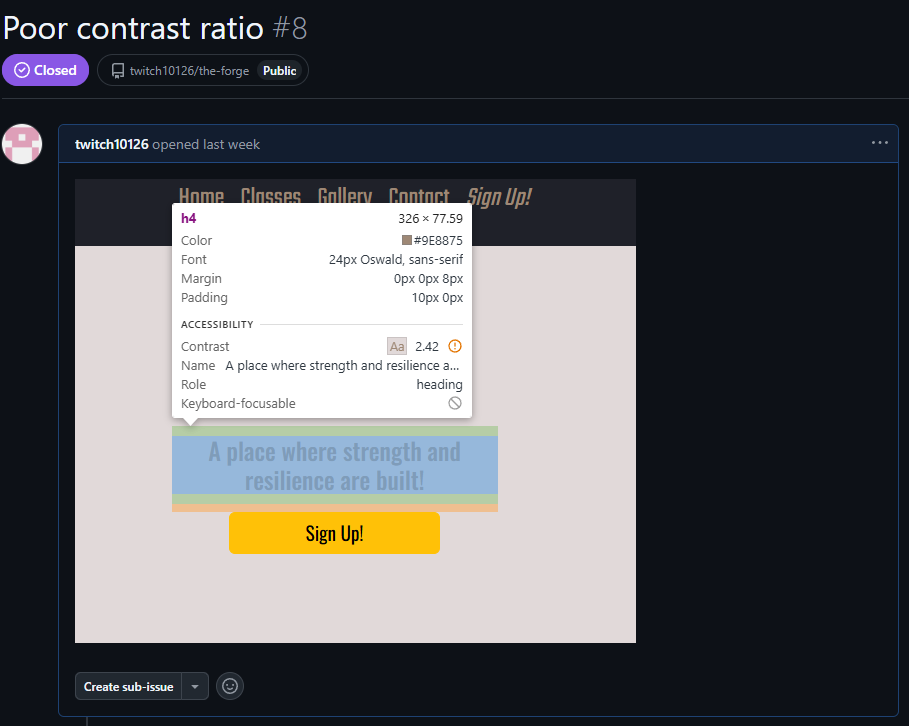 Poor contrast ratio #8
Closed twitch10126/the-forge Public
twitch10126 opened last week
Home Classes Gallery Contact Sign Up!
h4 326 × 77.59
Color #9E8875
Font 24px Oswald, sans-serif
Margin 0px 0px 8px
Padding 10px 0px
ACCESSIBILITY
Contrast Aa 2.42
Name A place where strength and resilience a...
Role heading
Keyboard-focusable
A place where strength and
resilience are built!
Sign Up!
Create sub-issue